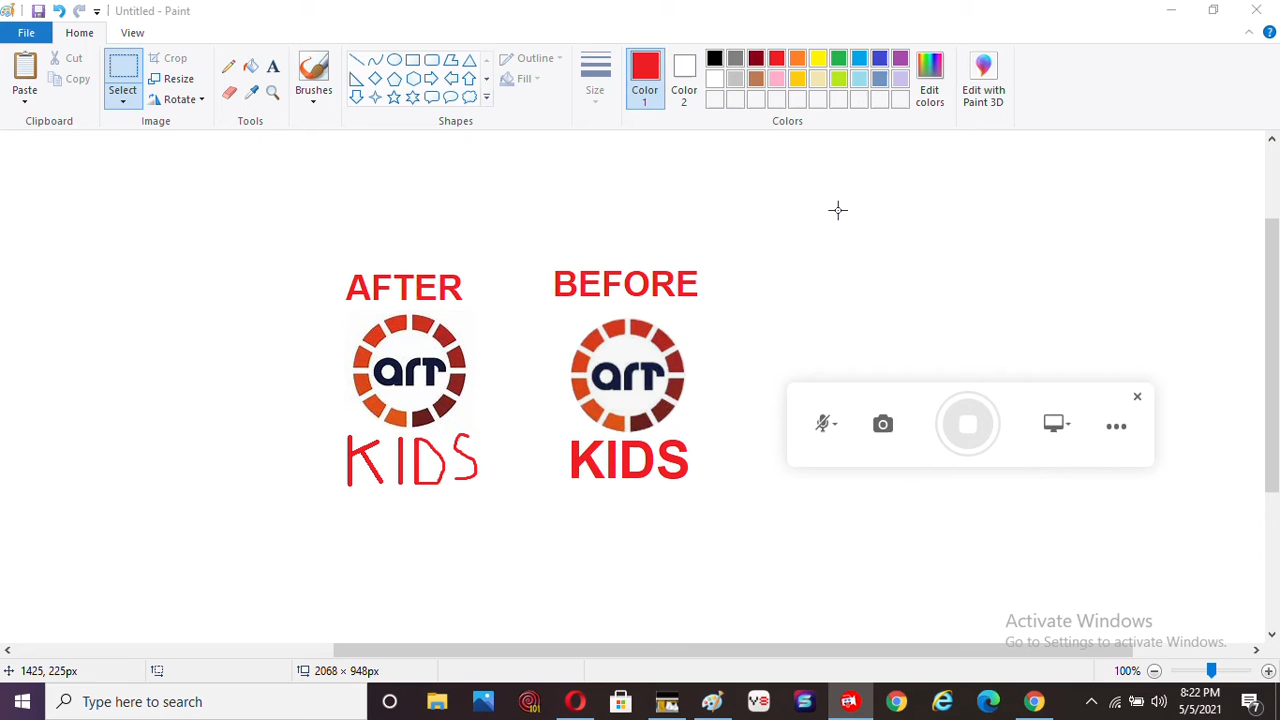 Untitled - Paint
File
Home
View
Paste
Cut
Copy
Clipboard
Select
Crop
Resize
Rotate
Image
Tools
Brushes
Shapes
Outline
Fill
Size
Color
1
Color
2
Colors
Edit
colors
Edit with
Paint 3D
AFTER
BEFORE
art
art
KIDS
KIDS
Activate Windows
Go to Settings to activate Windows.
1425, 225px
2068 × 948px
100%
Type here to search
101
8:22 PM
5/5/2021
7